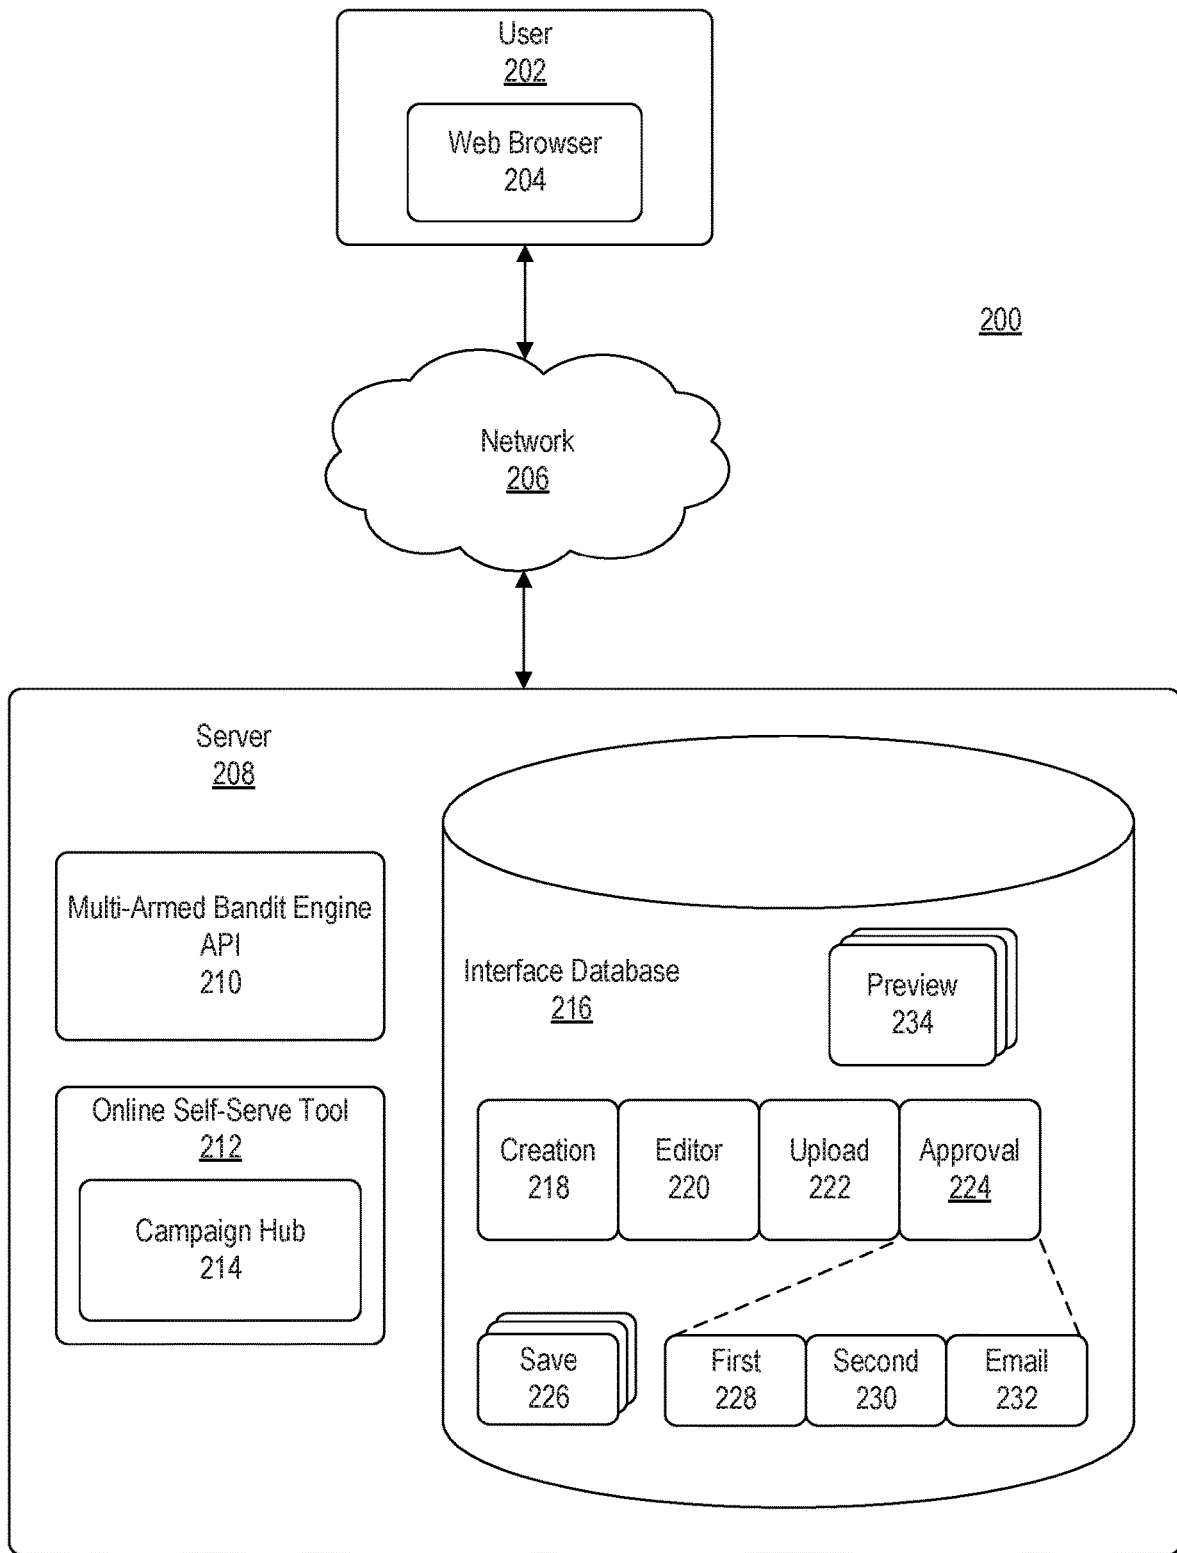 User
202
Web Browser
204
200
Network
206
Server
208
Multi-Armed Bandit Engine
API
210
Online Self-Serve Tool
212
Campaign Hub
214
Interface Database
216
Preview
234
Creation
218
Editor
220
Upload
222
Approval
224
Save
226
First
228
Second
230
Email
232